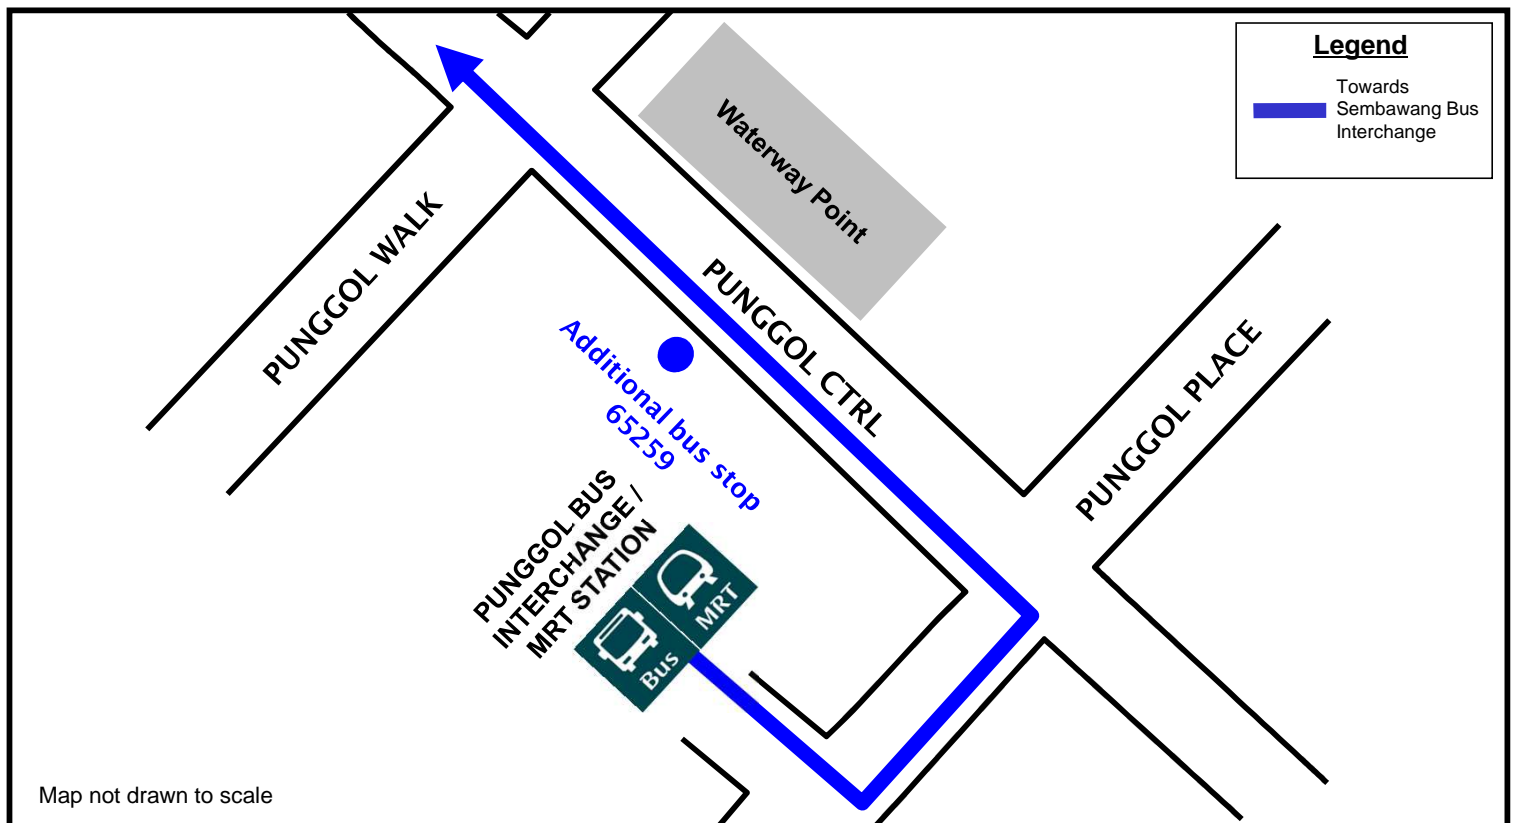 Legend
Towards
Sembawang Bus
Interchange
Waterway Point
PUNGGOL WALK
PUNGGOL CTRL
PUNGGOL PLACE
Additional bus stop
65259
PUNGGOL BUS
INTERCHANGE /
MRT STATION
MRT
Bus
Map not drawn to scale